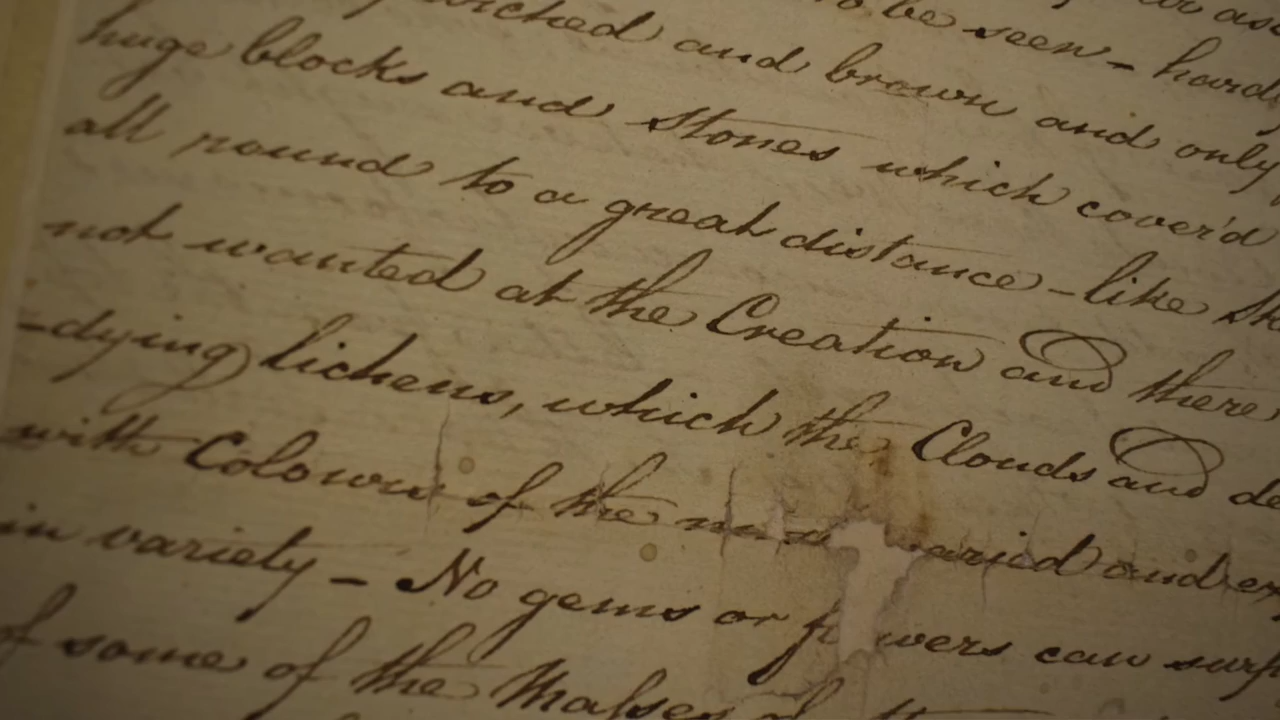 to be seen - hard
and brown and only
huge blocks and Stones which cover'd
all round to a great distance - like
not wanted at the Creation and there
-dying lichens, which the Clouds and
with Colours of the varied and
in variety - No gems or flowers can
of some of the Masses of